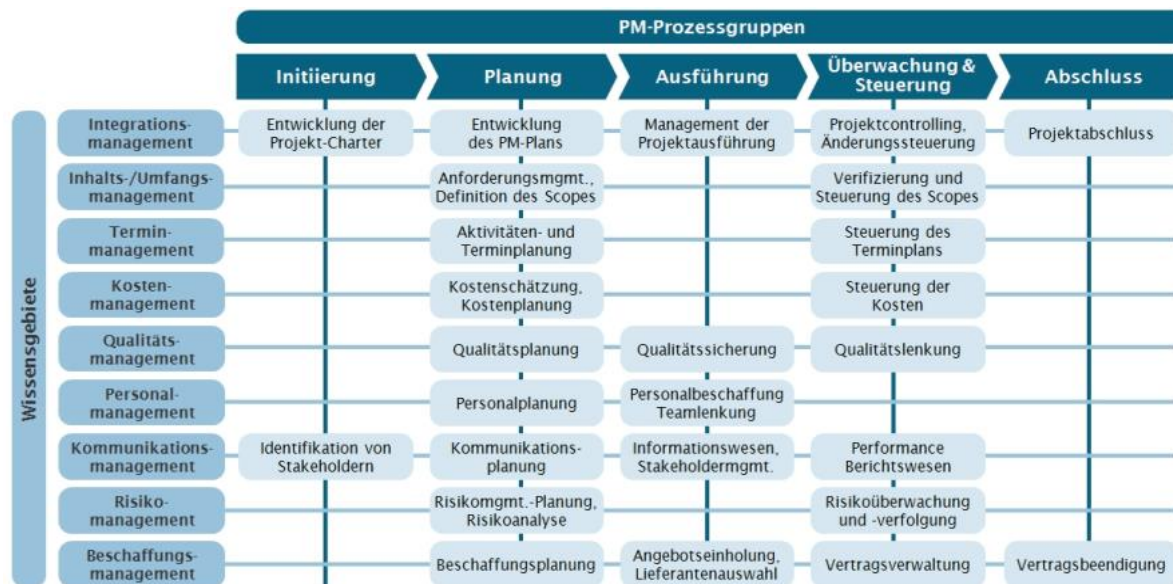 PM-Prozessgruppen
Initiierung
Planung
Ausführung
Überwachung &
Steuerung
Abschluss
Wissensgebiete
Integrations-
management
Entwicklung der
Projekt-Charter
Entwicklung
des PM-Plans
Management der
Projektausführung
Projektcontrolling,
Änderungssteuerung
Projektabschluss
Inhalts-/Umfangs-
management
Anforderungsmgmt.,
Definition des Scopes
Verifizierung und
Steuerung des Scopes
Termin-
management
Aktivitäten- und
Terminplanung
Steuerung des
Terminplans
Kosten-
management
Kostenschätzung,
Kostenplanung
Steuerung der
Kosten
Qualitäts-
management
Qualitätsplanung
Qualitätssicherung
Qualitätslenkung
Personal-
management
Personalplanung
Personalbeschaffung
Teamlenkung
Kommunikations-
management
Identifikation von
Stakeholdern
Kommunikations-
planung
Informationswesen,
Stakeholdermgmt.
Performance
Berichtswesen
Risiko-
management
Risikomgmt.-Planung,
Risikoanalyse
Risikoüberwachung
und -verfolgung
Beschaffungs-
management
Beschaffungsplanung
Angebotseinholung,
Lieferantenauswahl
Vertragsverwaltung
Vertragsbeendigung